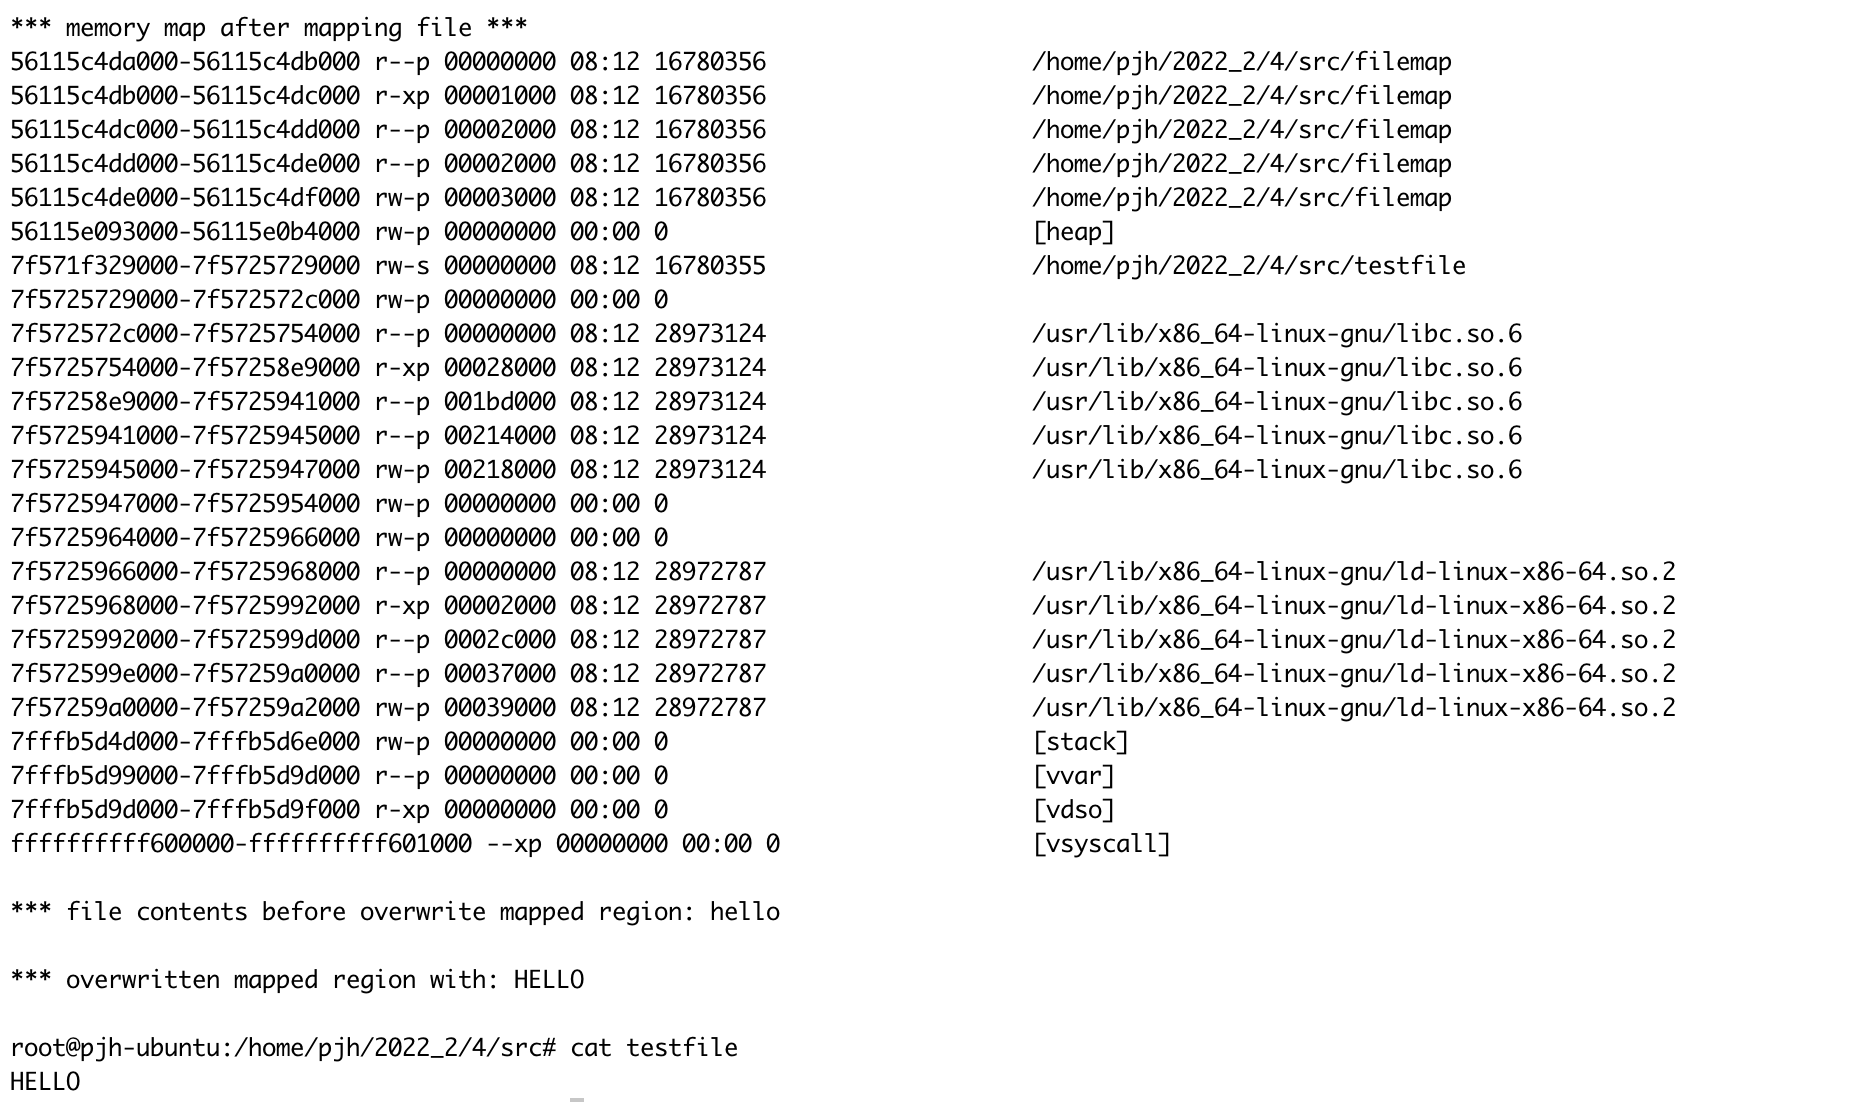 *** memory map after mapping file ***
56115c4da000-56115c4db000 r--p 00000000 08:12 16780356 /home/pjh/2022_2/4/src/filemap
56115c4db000-56115c4dc000 r-xp 00001000 08:12 16780356 /home/pjh/2022_2/4/src/filemap
56115c4dc000-56115c4dd000 r--p 00002000 08:12 16780356 /home/pjh/2022_2/4/src/filemap
56115c4dd000-56115c4de000 r--p 00002000 08:12 16780356 /home/pjh/2022_2/4/src/filemap
56115c4de000-56115c4df000 rw-p 00003000 08:12 16780356 /home/pjh/2022_2/4/src/filemap
56115e093000-56115e0b4000 rw-p 00000000 00:00 0 [heap]
7f571f329000-7f5725729000 rw-s 00000000 08:12 16780355 /home/pjh/2022_2/4/src/testfile
7f5725729000-7f572572c000 rw-p 00000000 00:00 0
7f572572c000-7f5725754000 r--p 00000000 08:12 28973124 /usr/lib/x86_64-linux-gnu/libc.so.6
7f5725754000-7f57258e9000 r-xp 00028000 08:12 28973124 /usr/lib/x86_64-linux-gnu/libc.so.6
7f57258e9000-7f5725941000 r--p 001bd000 08:12 28973124 /usr/lib/x86_64-linux-gnu/libc.so.6
7f5725941000-7f5725945000 r--p 00214000 08:12 28973124 /usr/lib/x86_64-linux-gnu/libc.so.6
7f5725945000-7f5725947000 rw-p 00218000 08:12 28973124 /usr/lib/x86_64-linux-gnu/libc.so.6
7f5725947000-7f5725954000 rw-p 00000000 00:00 0
7f5725964000-7f5725966000 rw-p 00000000 00:00 0
7f5725966000-7f5725968000 r--p 00000000 08:12 28972787 /usr/lib/x86_64-linux-gnu/ld-linux-x86-64.so.2
7f5725968000-7f5725992000 r-xp 00002000 08:12 28972787 /usr/lib/x86_64-linux-gnu/ld-linux-x86-64.so.2
7f5725992000-7f572599d000 r--p 0002c000 08:12 28972787 /usr/lib/x86_64-linux-gnu/ld-linux-x86-64.so.2
7f572599e000-7f57259a0000 r--p 00037000 08:12 28972787 /usr/lib/x86_64-linux-gnu/ld-linux-x86-64.so.2
7f57259a0000-7f57259a2000 rw-p 00039000 08:12 28972787 /usr/lib/x86_64-linux-gnu/ld-linux-x86-64.so.2
7fffb5d4d000-7fffb5d6e000 rw-p 00000000 00:00 0 [stack]
7fffb5d99000-7fffb5d9d000 r--p 00000000 00:00 0 [vvar]
7fffb5d9d000-7fffb5d9f000 r-xp 00000000 00:00 0 [vdso]
ffffffffff600000-ffffffffff601000 --xp 00000000 00:00 0 [vsyscall]
*** file contents before overwrite mapped region: hello
*** overwritten mapped region with: HELLO
root@pjh-ubuntu:/home/pjh/2022_2/4/src# cat testfile
HELLO